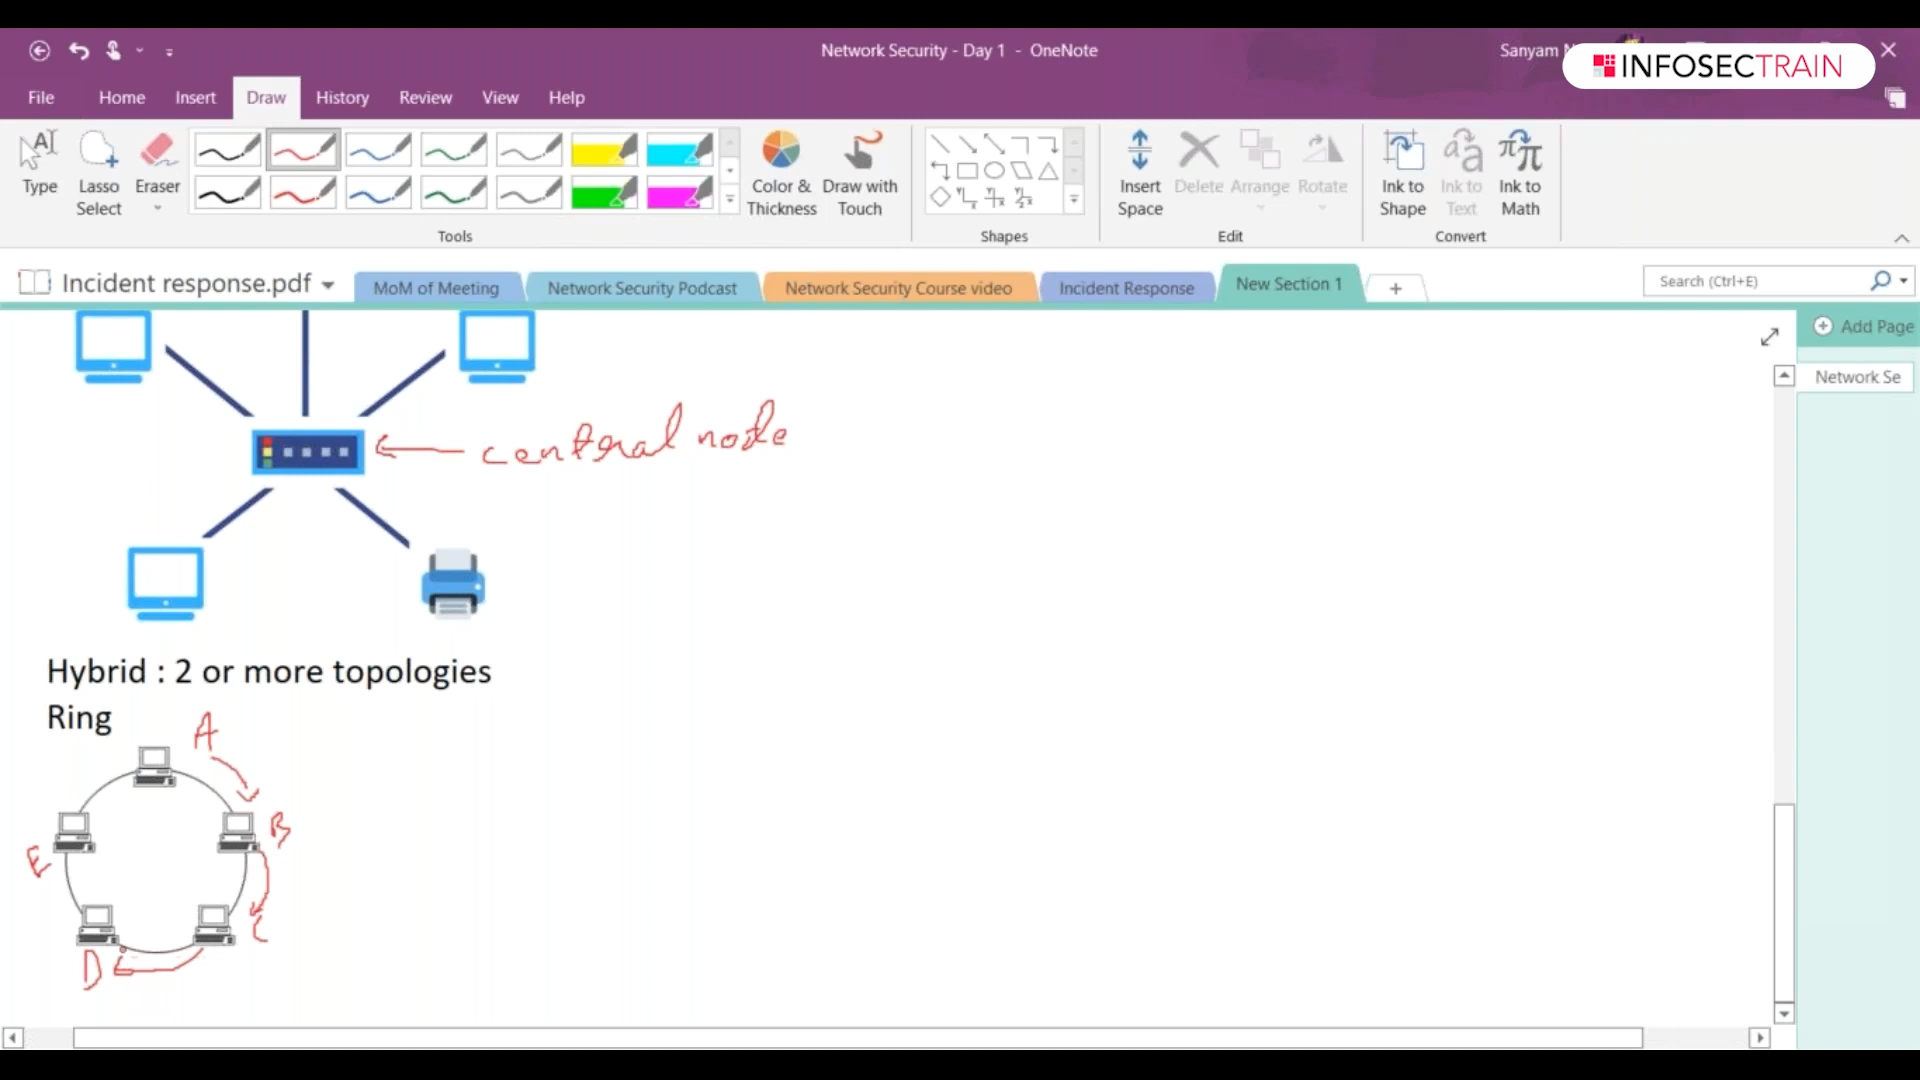 Network Security - Day 1 - OneNote
Sanyam
INFOSECTRAIN
File Home Insert Draw History Review View Help
Type
Lasso Select
Eraser
Color & Thickness
Draw with Touch
Insert Space
Delete
Arrange
Rotate
Ink to Shape
Ink to Text
Ink to Math
Tools
Shapes
Edit
Convert
Incident response.pdf
MoM of Meeting
Network Security Podcast
Network Security Course video
Incident Response
New Section 1
+
Search (Ctrl+E)
Add Page
Network Se
centeral node
Hybrid : 2 or more topologies
Ring
A
B
E
C
D